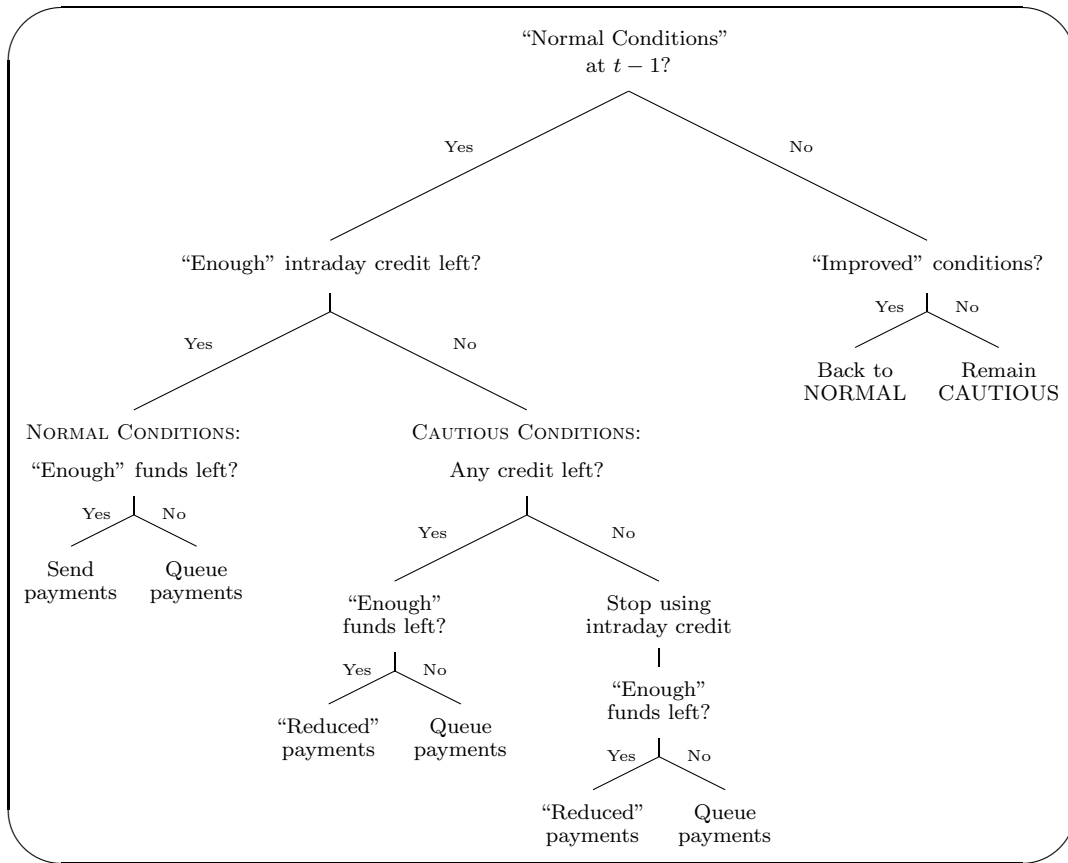 “Normal Conditions”
at t − 1?
Yes
No
“Enough” intraday credit left?
“Improved” conditions?
Yes
No
Yes
No
Back to
NORMAL
Remain
CAUTIOUS
NORMAL CONDITIONS:
“Enough” funds left?
CAUTIOUS CONDITIONS:
Any credit left?
Yes
No
Send
payments
Queue
payments
Yes
No
“Enough”
funds left?
Stop using
intraday credit
Yes
No
“Reduced”
payments
Queue
payments
“Enough”
funds left?
Yes
No
“Reduced”
payments
Queue
payments